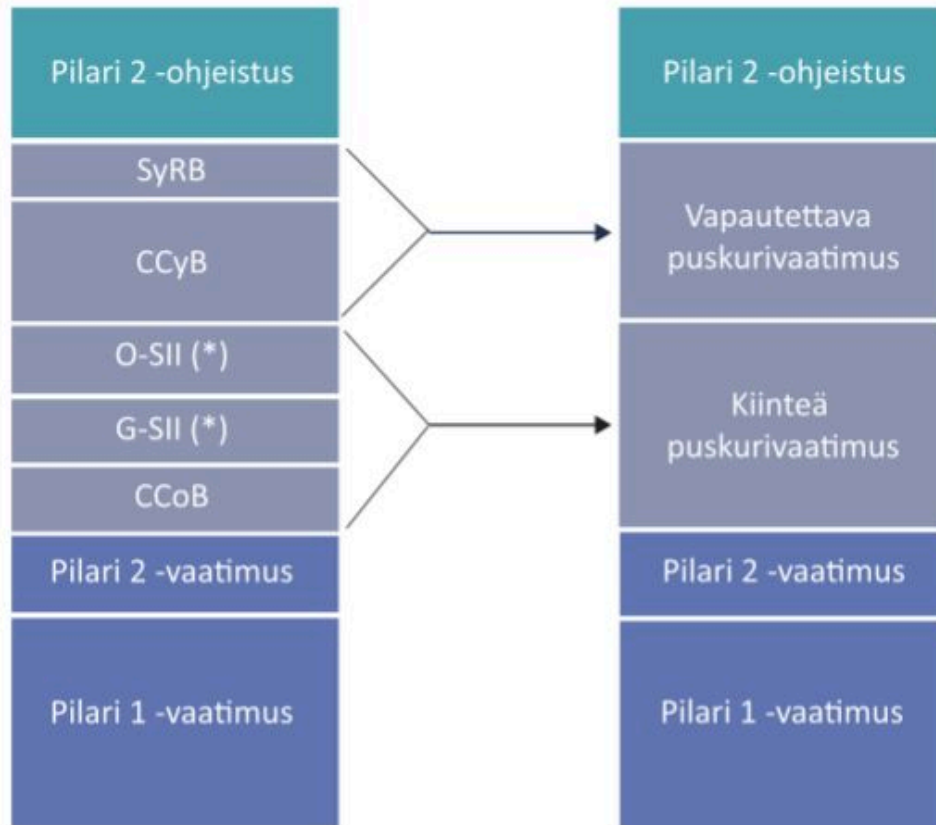 Pilari 2 -ohjeistus
SyRB
CCyB
O-SII (*)
G-SII (*)
CCoB
Pilari 2 -vaatimus
Pilari 1 -vaatimus
Pilari 2 -ohjeistus
Vapautettava
puskurivaatimus
Kiinteä
puskurivaatimus
Pilari 2 -vaatimus
Pilari 1 -vaatimus